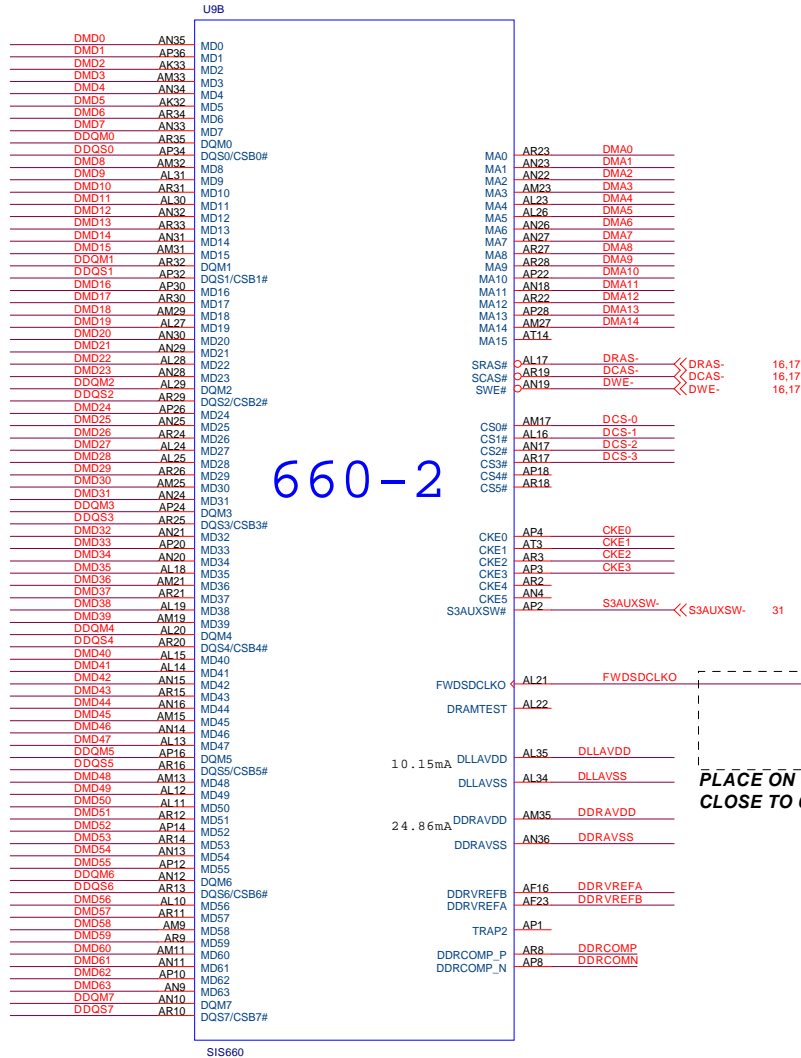 U9B
DMD0 AN35 MD0
DMD1 AP36 MD1
DMD2 AK33 MD2
DMD3 AM33 MD3
DMD4 AN34 MD4
DMD5 AK32 MD5
DMD6 AR34 MD6
DMD7 AN33 MD7
DDQM0 AR35 DQM0
DDQS0 AP34 DQS0/CSB0#
DMD8 AM32 MD8
DMD9 AL31 MD9
DMD10 AR31 MD10
DMD11 AL30 MD11
DMD12 AN32 MD12
DMD13 AR33 MD13
DMD14 AN31 MD14
DMD15 AM31 MD15
DDQM1 AR32 DQM1
DDQS1 AP32 DQS1/CSB1#
DMD16 AP30 MD16
DMD17 AR30 MD17
DMD18 AM29 MD18
DMD19 AL27 MD19
DMD20 AN30 MD20
DMD21 AN29 MD21
DMD22 AL28 MD22
DMD23 AN28 MD23
DDQM2 AL29 DQM2
DDQS2 AR29 DQS2/CSB2#
DMD24 AP26 MD24
DMD25 AN25 MD25
DMD26 AR24 MD26
DMD27 AL24 MD27
DMD28 AL25 MD28
DMD29 AR26 MD29
DMD30 AM25 MD30
DMD31 AN24 MD31
DDQM3 AP24 DQM3
DDQS3 AR25 DQS3/CSB3#
DMD32 AN21 MD32
DMD33 AP20 MD33
DMD34 AN20 MD34
DMD35 AL18 MD35
DMD36 AM21 MD36
DMD37 AR21 MD37
DMD38 AL19 MD38
DMD39 AM19 MD39
DDQM4 AL20 DQM4
DDQS4 AR20 DQS4/CSB4#
DMD40 AL15 MD40
DMD41 AL14 MD41
DMD42 AN15 MD42
DMD43 AR15 MD43
DMD44 AN16 MD44
DMD45 AM15 MD45
DMD46 AN14 MD46
DMD47 AL13 MD47
DDQM5 AP16 DQM5
DDQS5 AR16 DQS5/CSB5#
DMD48 AM13 MD48
DMD49 AL12 MD49
DMD50 AL11 MD50
DMD51 AR12 MD51
DMD52 AP14 MD52
DMD53 AR14 MD53
DMD54 AN13 MD54
DMD55 AP12 MD55
DDQM6 AN12 DQM6
DDQS6 AR13 DQS6/CSB6#
DMD56 AL10 MD56
DMD57 AR11 MD57
DMD58 AM9 MD58
DMD59 AR9 MD59
DMD60 AM11 MD60
DMD61 AN11 MD61
DMD62 AP10 MD62
DMD63 AN9 MD63
DDQM7 AN10 DQM7
DDQS7 AR10 DQS7/CSB7#
660-2
MA0 AR23 DMA0
MA1 AN23 DMA1
MA2 AN22 DMA2
MA3 AM23 DMA3
MA4 AL23 DMA4
MA5 AL26 DMA5
MA6 AN26 DMA6
MA7 AN27 DMA7
MA8 AR27 DMA8
MA9 AR28 DMA9
MA10 AP22 DMA10
MA11 AN18 DMA11
MA12 AR22 DMA12
MA13 AP28 DMA13
MA14 AM27 DMA14
MA15 AT14
SRAS# AL17 DRAS- DRAS- 16,17
SCAS# AR19 DCAS- DCAS- 16,17
SWE# AN19 DWE- DWE- 16,17
CS0# AM17 DCS-0
CS1# AL16 DCS-1
CS2# AN17 DCS-2
CS3# AR17 DCS-3
CS4# AP18
CS5# AR18
CKE0 AP4 CKE0
CKE1 AT3 CKE1
CKE2 AR3 CKE2
CKE3 AP3 CKE3
CKE4 AR2
CKE5 AN4
S3AUXSW# AP2 S3AUXSW- S3AUXSW- 31
FWDSDCLKO AL21 FWDSDCLKO
DRAMTEST AL22
10.15mA DLLAVDD AL35 DLLAVDD
DLLAVSS AL34 DLLAVSS
PLACE ON
CLOSE TO
24.86mA DDRAVDD AM35 DDRAVDD
DDRAVSS AN36 DDRAVSS
DDRVREFB AF16 DDRVREFA
DDRVREFA AF23 DDRVREFB
TRAP2 AP1
DDRCOMP_P AR8 DDRCOMP
DDRCOMP_N AP8 DDRCOMN
SIS660